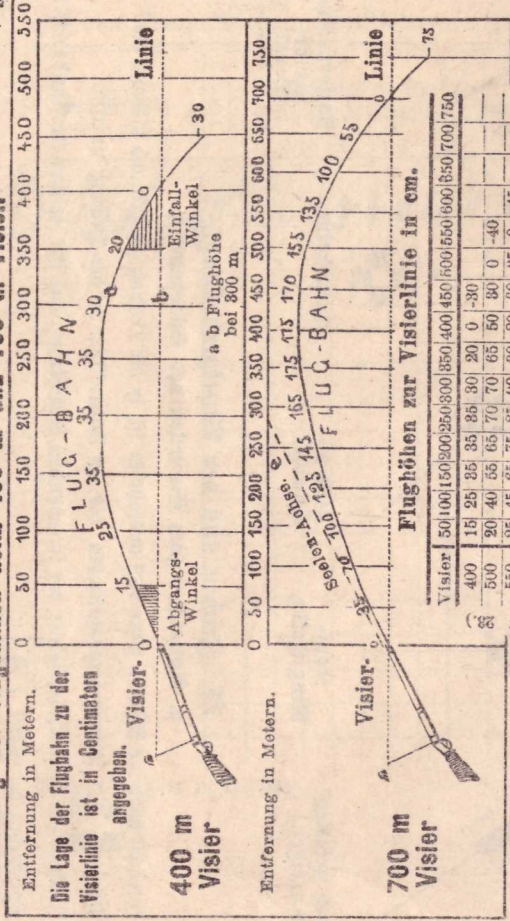 Entfernung in Metern.
0 50 100 150 200 250 300 350 400 450 500 550
Die Lage der Flugbahn zu der
Visierlinie ist in Centimetern
angegeben.
FLUG-BAHN
15 25 35 35 35 30 20 0 -30
a
b
Visier-
Linie
Abgangs-
Winkel
Einfall-
Winkel
a b Flughöhe
bei 300 m
400 m
Visier
Entfernung in Metern.
0 50 100 150 200 250 300 350 400 450 500 550 600 650 700 750
Seelen-Achse.
35 70 100 125 145 165 175 175 170 155 135 100 55 0 -75
FLUG-BAHN
Visier-
Linie
700 m
Visier
Flughöhen zur Visierlinie in cm.
Visier 50 100 150 200 250 300 350 400 450 500 550 600 650 700 750
400 15 25 35 35 35 30 20 0 -30
500 20 40 55 65 70 70 65 50 30 0 -40